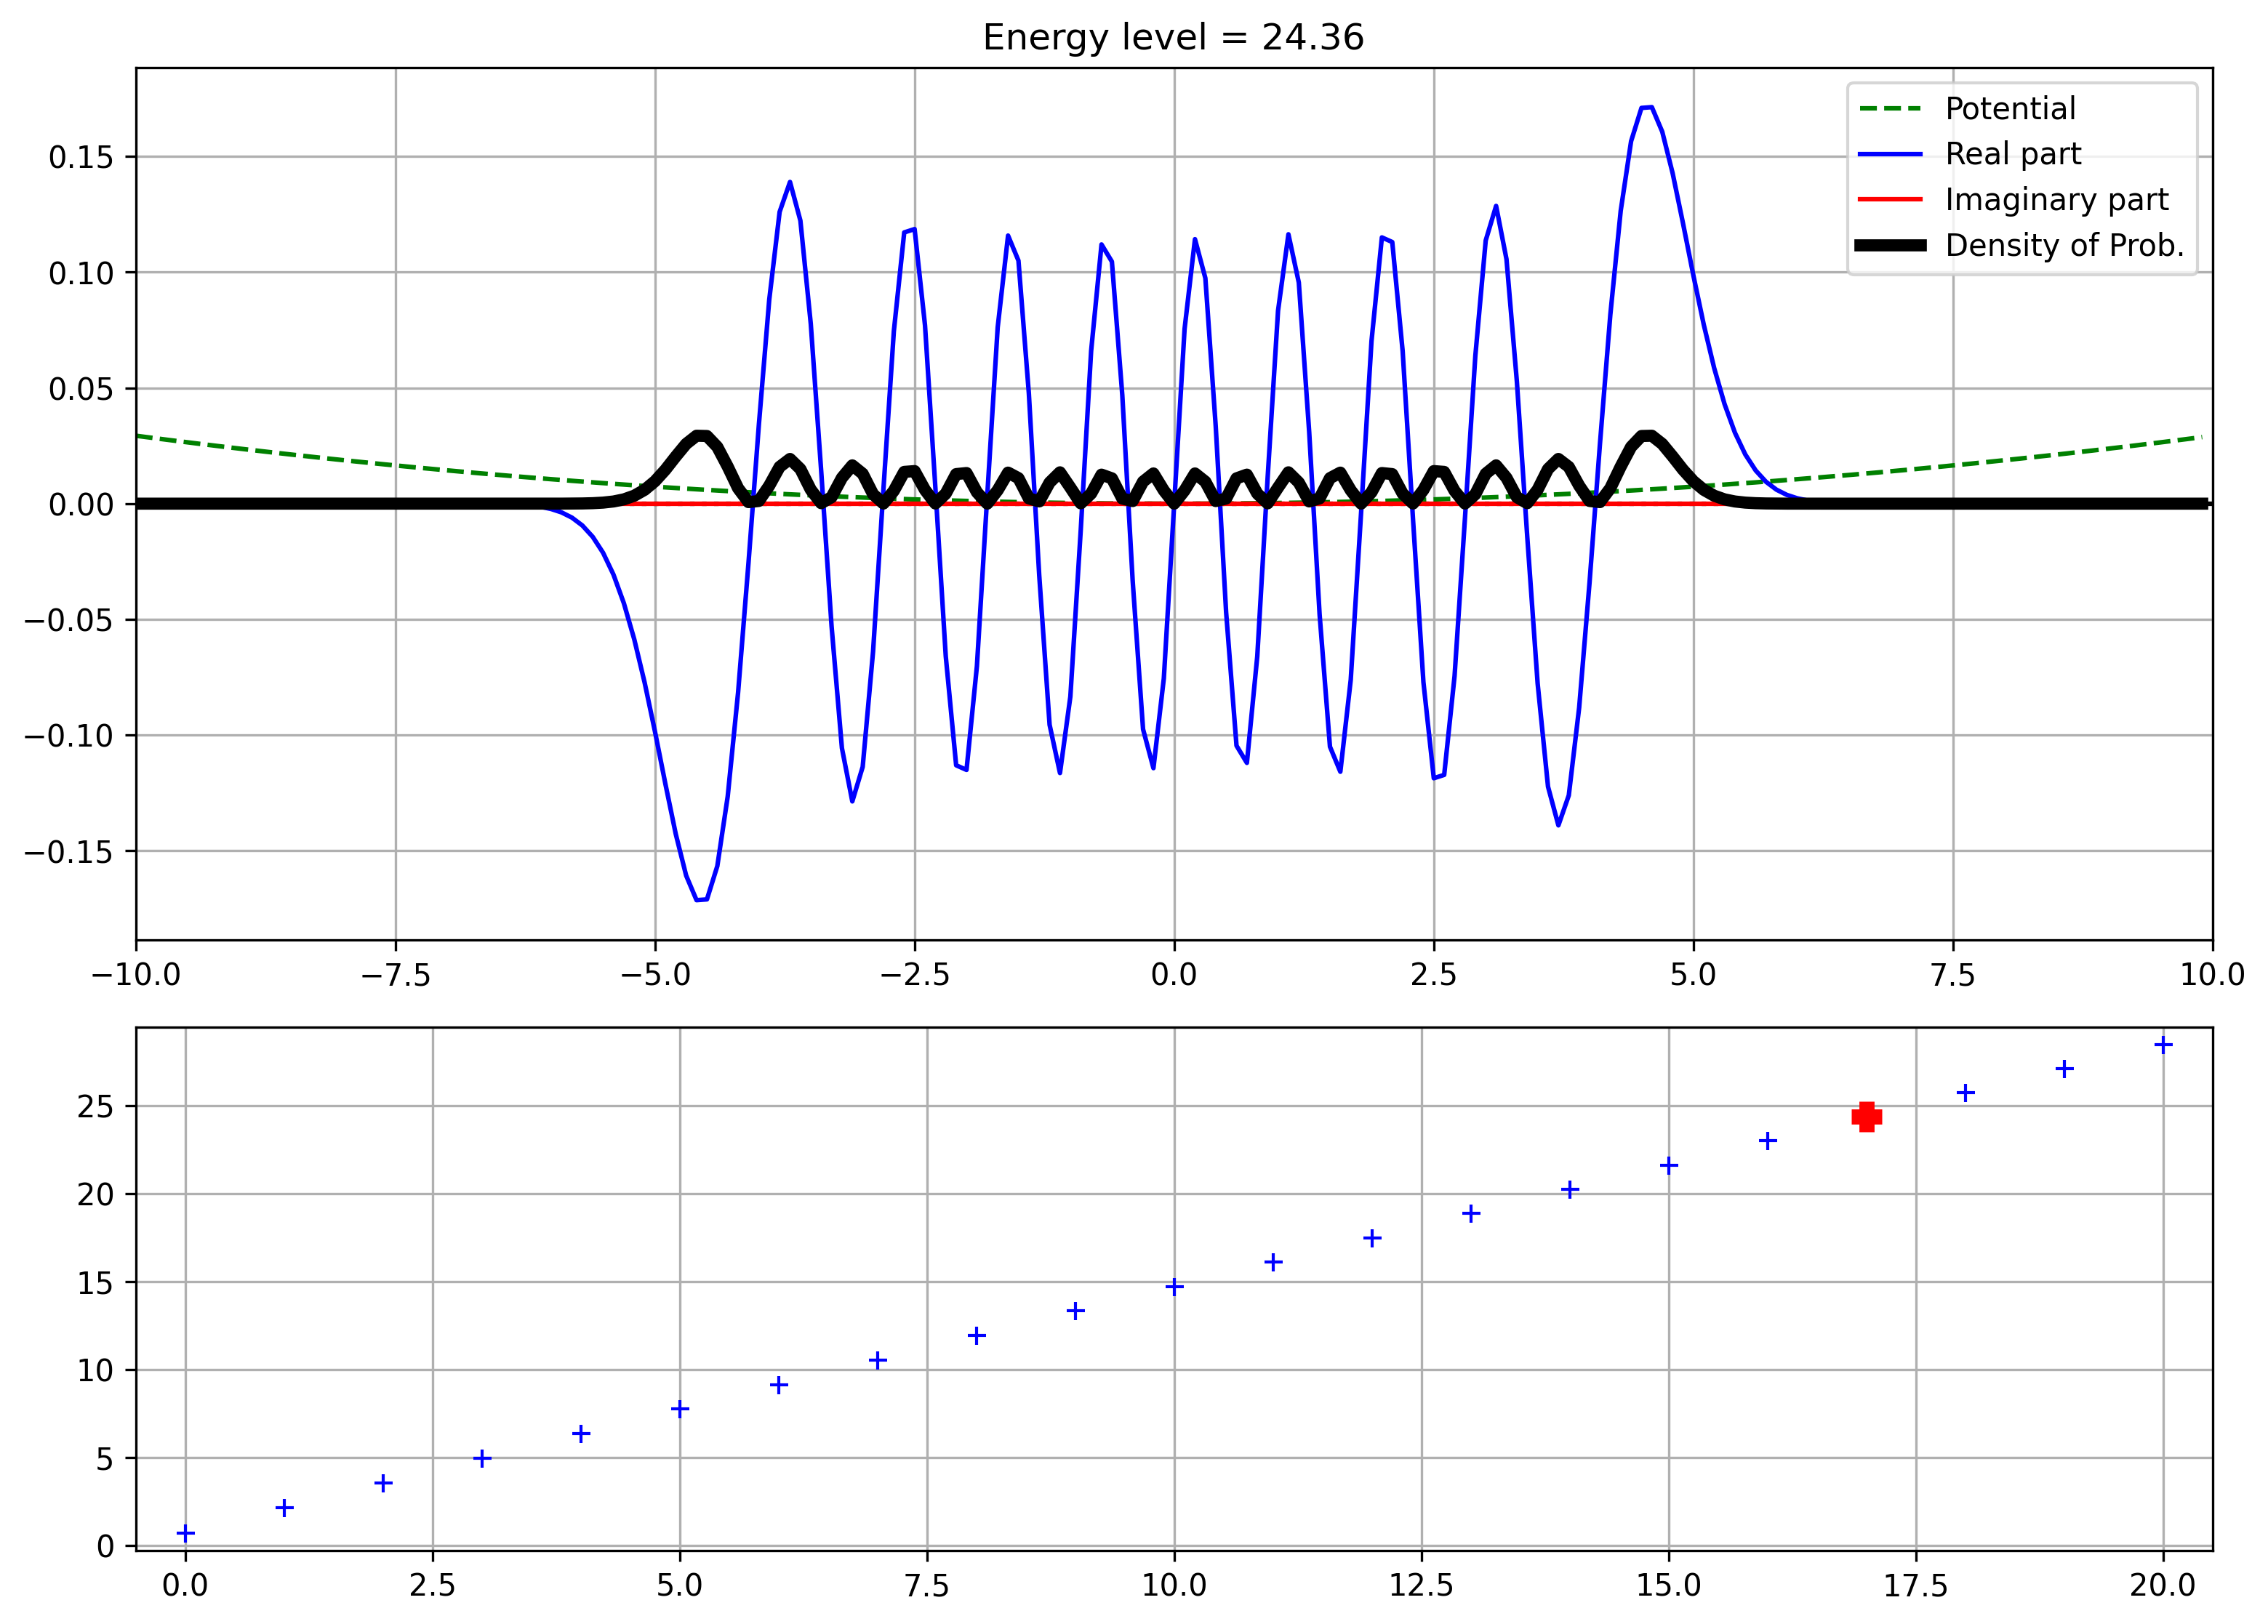 Energy level = 24.36
Potential
Real part
Imaginary part
Density of Prob.
0.15
0.10
0.05
0.00
−0.05
−0.10
−0.15
−10.0 −7.5 −5.0 −2.5 0.0 2.5 5.0 7.5 10.0
25
20
15
10
5
0
0.0 2.5 5.0 7.5 10.0 12.5 15.0 17.5 20.0